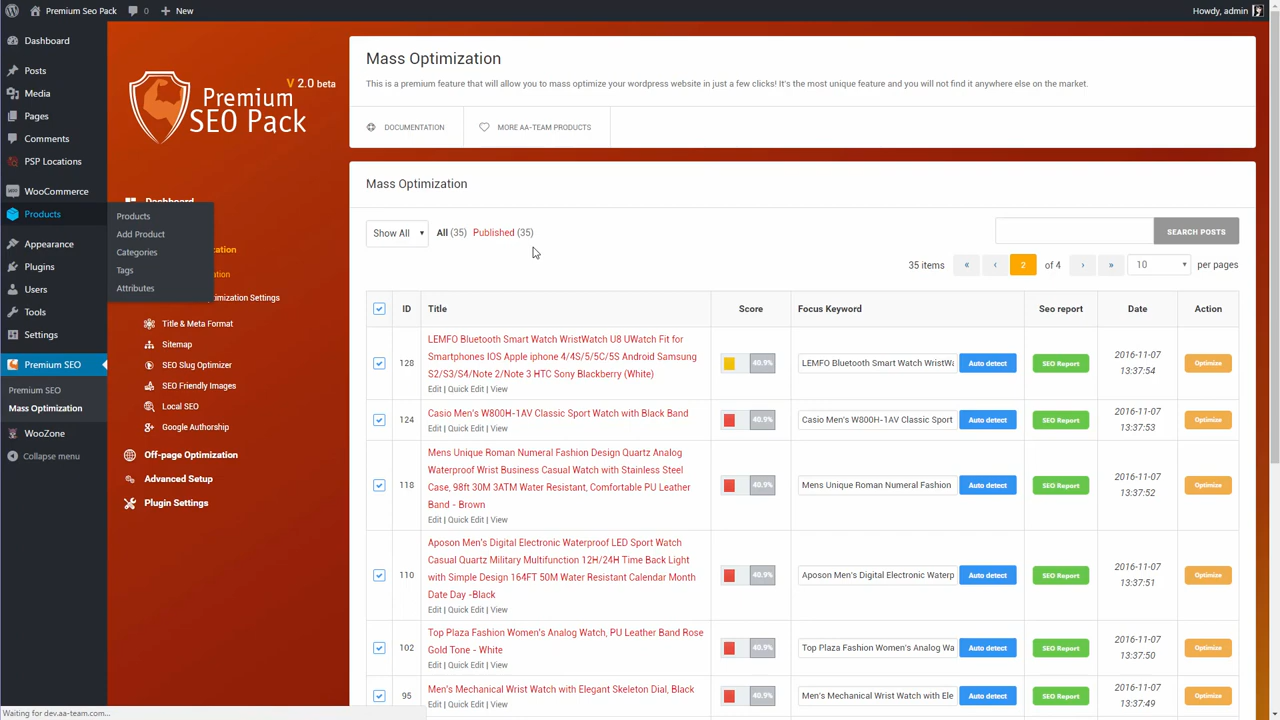 Premium SEO Pack
0
+ New
Howdy, admin
Dashboard
Posts
Media
Pages
Comments
PSP Locations
WooCommerce
Products
Appearance
Plugins
Users
Tools
Settings
Premium SEO
Premium SEO
Mass Optimization
WooZone
Collapse menu
Products
Add Product
Categories
Tags
Attributes
V 2.0 beta
Premium
SEO Pack
Dashboard
Title & Meta Format
Sitemap
SEO Slug Optimizer
SEO Friendly Images
Local SEO
Google Authorship
Off-page Optimization
Advanced Setup
Plugin Settings
Mass Optimization
This is a premium feature that will allow you to mass optimize your wordpress website in just a few clicks! It's the most unique feature and you will not find it anywhere else on the market.
DOCUMENTATION
MORE AA-TEAM PRODUCTS
Mass Optimization
Show All
All (35) Published (35)
SEARCH POSTS
35 items « ‹ 2 of 4 › » 10 per pages
ID Title Score Focus Keyword Seo report Date Action
128
LEMFO Bluetooth Smart Watch WristWatch U8 UWatch Fit for
Smartphones IOS Apple iphone 4/4S/5/5C/5S Android Samsung
S2/S3/S4/Note 2/Note 3 HTC Sony Blackberry (White)
Edit | Quick Edit | View
40.9%
LEMFO Bluetooth Smart Watch WristWa
Auto detect
SEO Report
2016-11-07
13:37:54
Optimize
124
Casio Men's W800H-1AV Classic Sport Watch with Black Band
Edit | Quick Edit | View
40.9%
Casio Men's W800H-1AV Classic Sport
Auto detect
SEO Report
2016-11-07
13:37:53
Optimize
118
Mens Unique Roman Numeral Fashion Design Quartz Analog
Waterproof Wrist Business Casual Watch with Stainless Steel
Case, 98ft 30M 3ATM Water Resistant, Comfortable PU Leather
Band - Brown
Edit | Quick Edit | View
40.9%
Mens Unique Roman Numeral Fashion
Auto detect
SEO Report
2016-11-07
13:37:52
Optimize
110
Aposon Men's Digital Electronic Waterproof LED Sport Watch
Casual Quartz Military Multifunction 12H/24H Time Back Light
with Simple Design 164FT 50M Water Resistant Calendar Month
Date Day -Black
Edit | Quick Edit | View
40.9%
Aposon Men's Digital Electronic Waterp
Auto detect
SEO Report
2016-11-07
13:37:51
Optimize
102
Top Plaza Fashion Women's Analog Watch, PU Leather Band Rose
Gold Tone - White
Edit | Quick Edit | View
40.9%
Top Plaza Fashion Women's Analog Wa
Auto detect
SEO Report
2016-11-07
13:37:50
Optimize
95
Men's Mechanical Wrist Watch with Elegant Skeleton Dial, Black
Edit | Quick Edit | View
40.9%
Men's Mechanical Wrist Watch with Ele
Auto detect
SEO Report
2016-11-07
13:37:49
Optimize
Waiting for dev.aa-team.com...